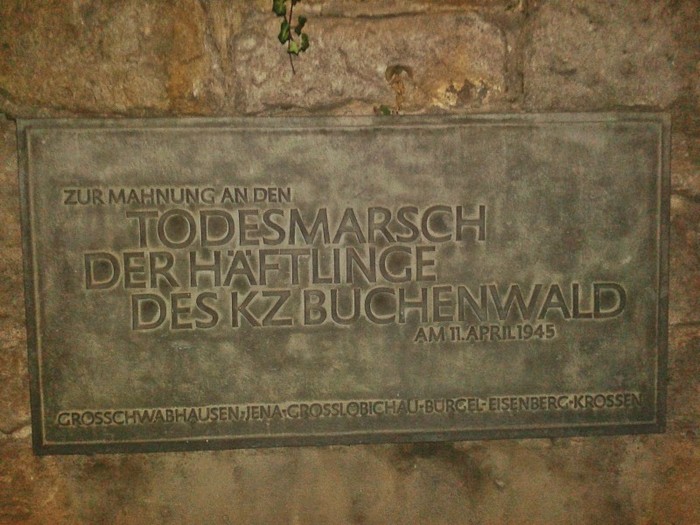 ZUR MAHNUNG AN DEN
TODESMARSCH
DER HÄFTLINGE
DES KZ BUCHENWALD
AM 11. APRIL 1945
GROSSCHWABHAUSEN·JENA·GROSSLÖBICHAU·BÜRGEL·EISENBERG·KROSSEN